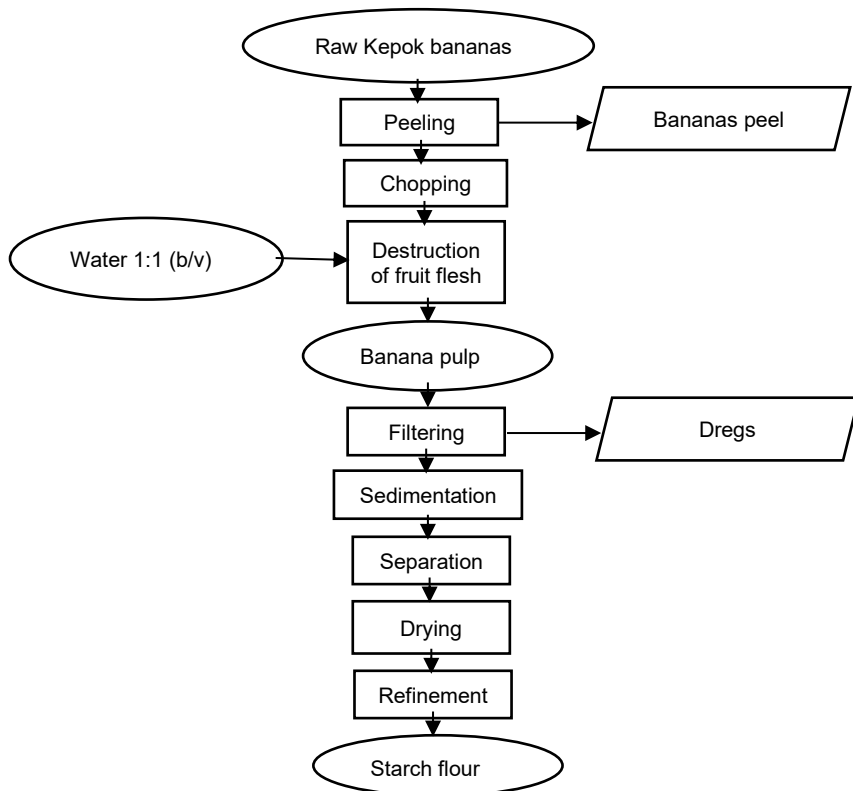 Raw Kepok bananas
Peeling
Bananas peel
Chopping
Water 1:1 (b/v)
Destruction
of fruit flesh
Banana pulp
Filtering
Dregs
Sedimentation
Separation
Drying
Refinement
Starch flour